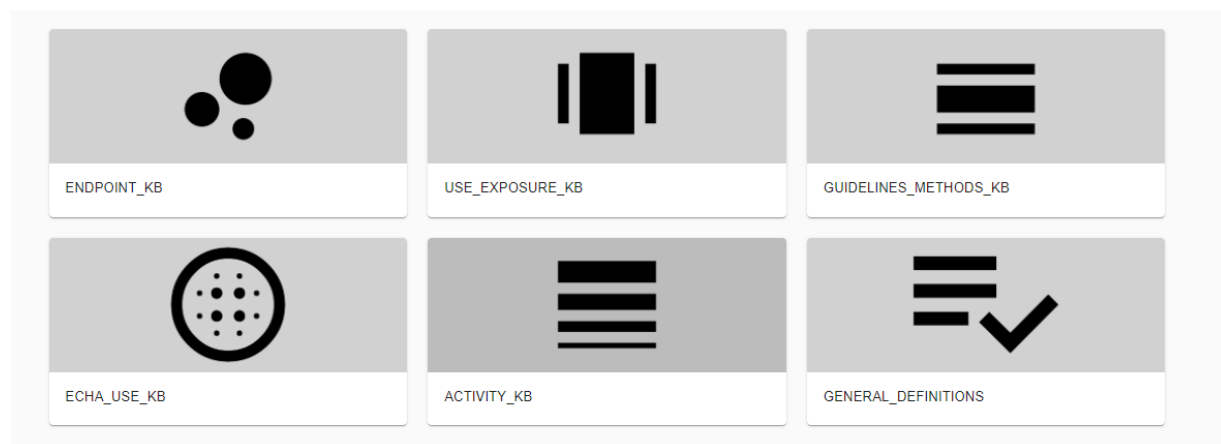 ENDPOINT_KB
USE_EXPOSURE_KB
GUIDELINES_METHODS_KB
ECHA_USE_KB
ACTIVITY_KB
GENERAL_DEFINITIONS